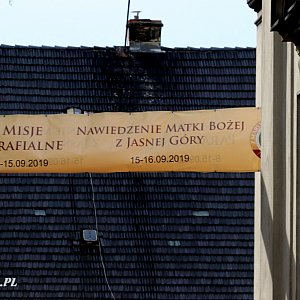 MISJE
RAFIALNE
-15.09.2019
NAWIEDZENIE MATKI BOŻEJ
Z JASNEJ GÓRY
15-16.09.2019
.PL